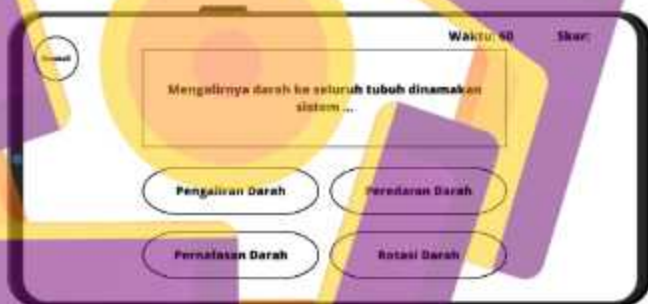 Waktu: 60 Skor:
Mengalirnya darah ke seluruh tubuh dinamakan
sistem ...
Pengaliran Darah Peredaran Darah
Pernafasan Darah Rotasi Darah